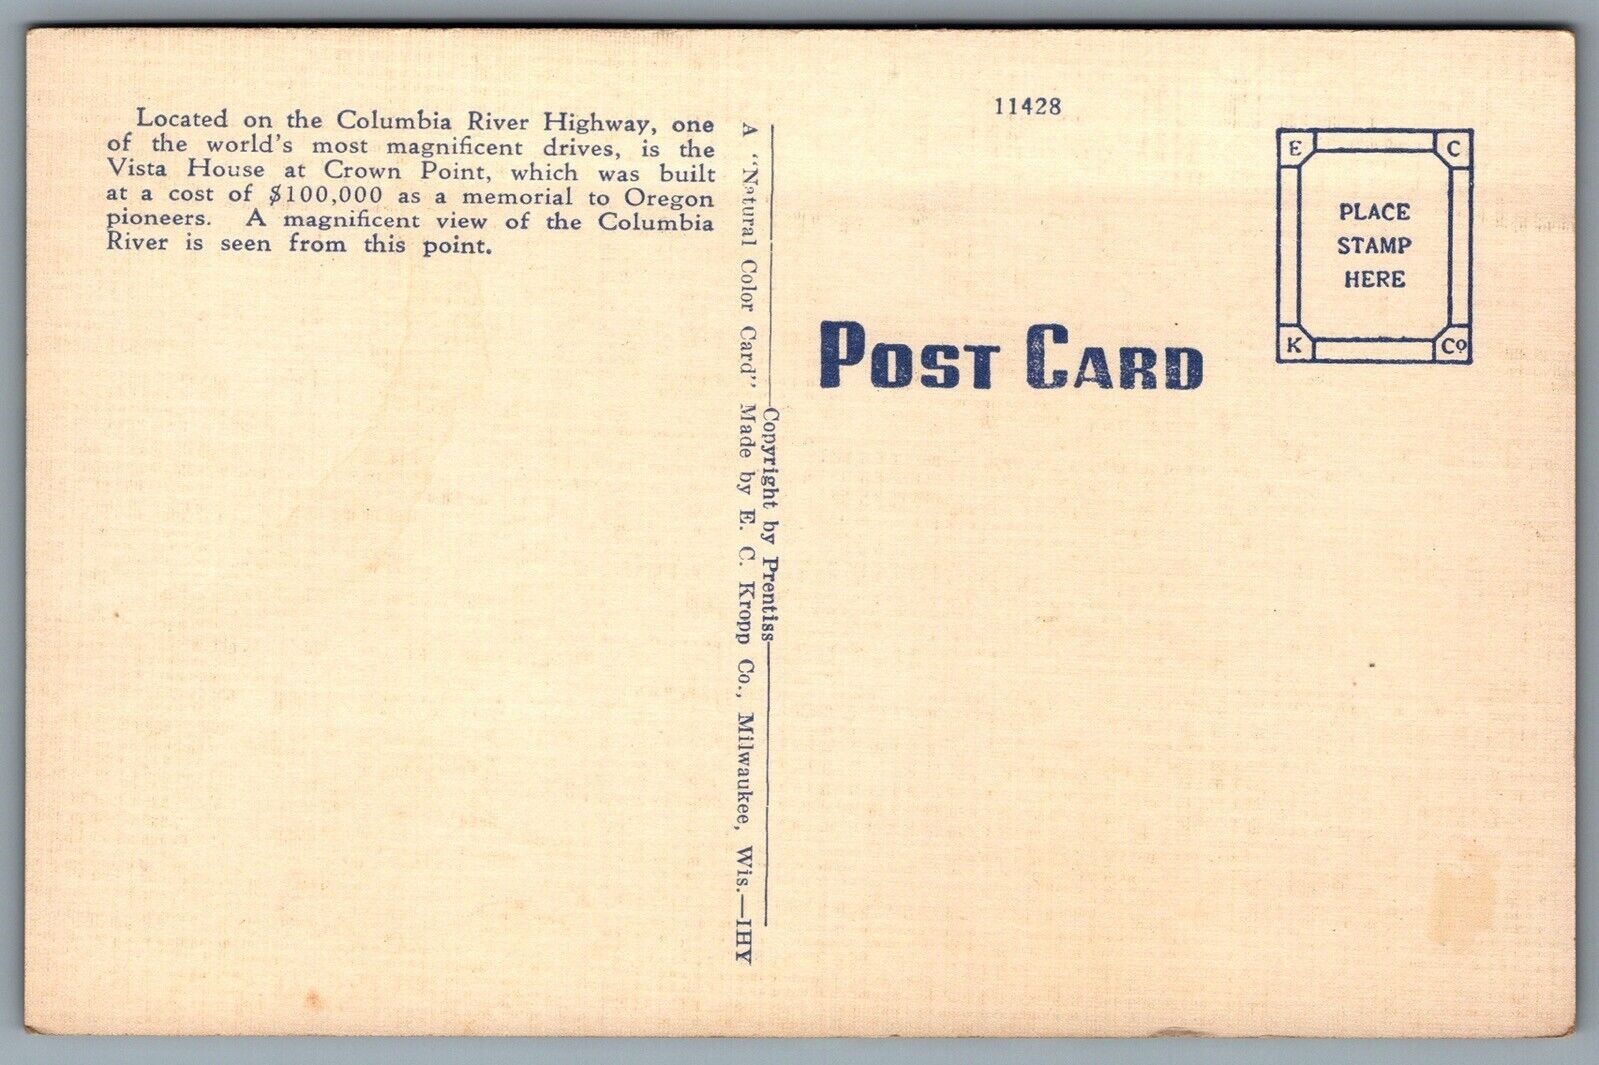 Located on the Columbia River Highway, one
of the world's most magnificent drives, is the
Vista House at Crown Point, which was built
at a cost of $100,000 as a memorial to Oregon
pioneers. A magnificent view of the Columbia
River is seen from this point.
A "Natural Color Card" Made by E. C. Kropp Co., Milwaukee, Wis.—IHY
Copyright by Prentiss
11428
POST CARD
E C
PLACE
STAMP
HERE
K Co